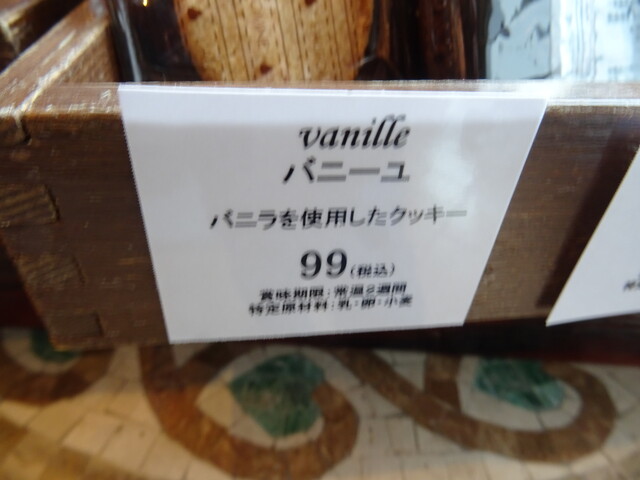 vanille
バニーユ
バニラを使用したクッキー
99(税込)
賞味期限:常温2週間
特定原材料:乳・卵・小麦